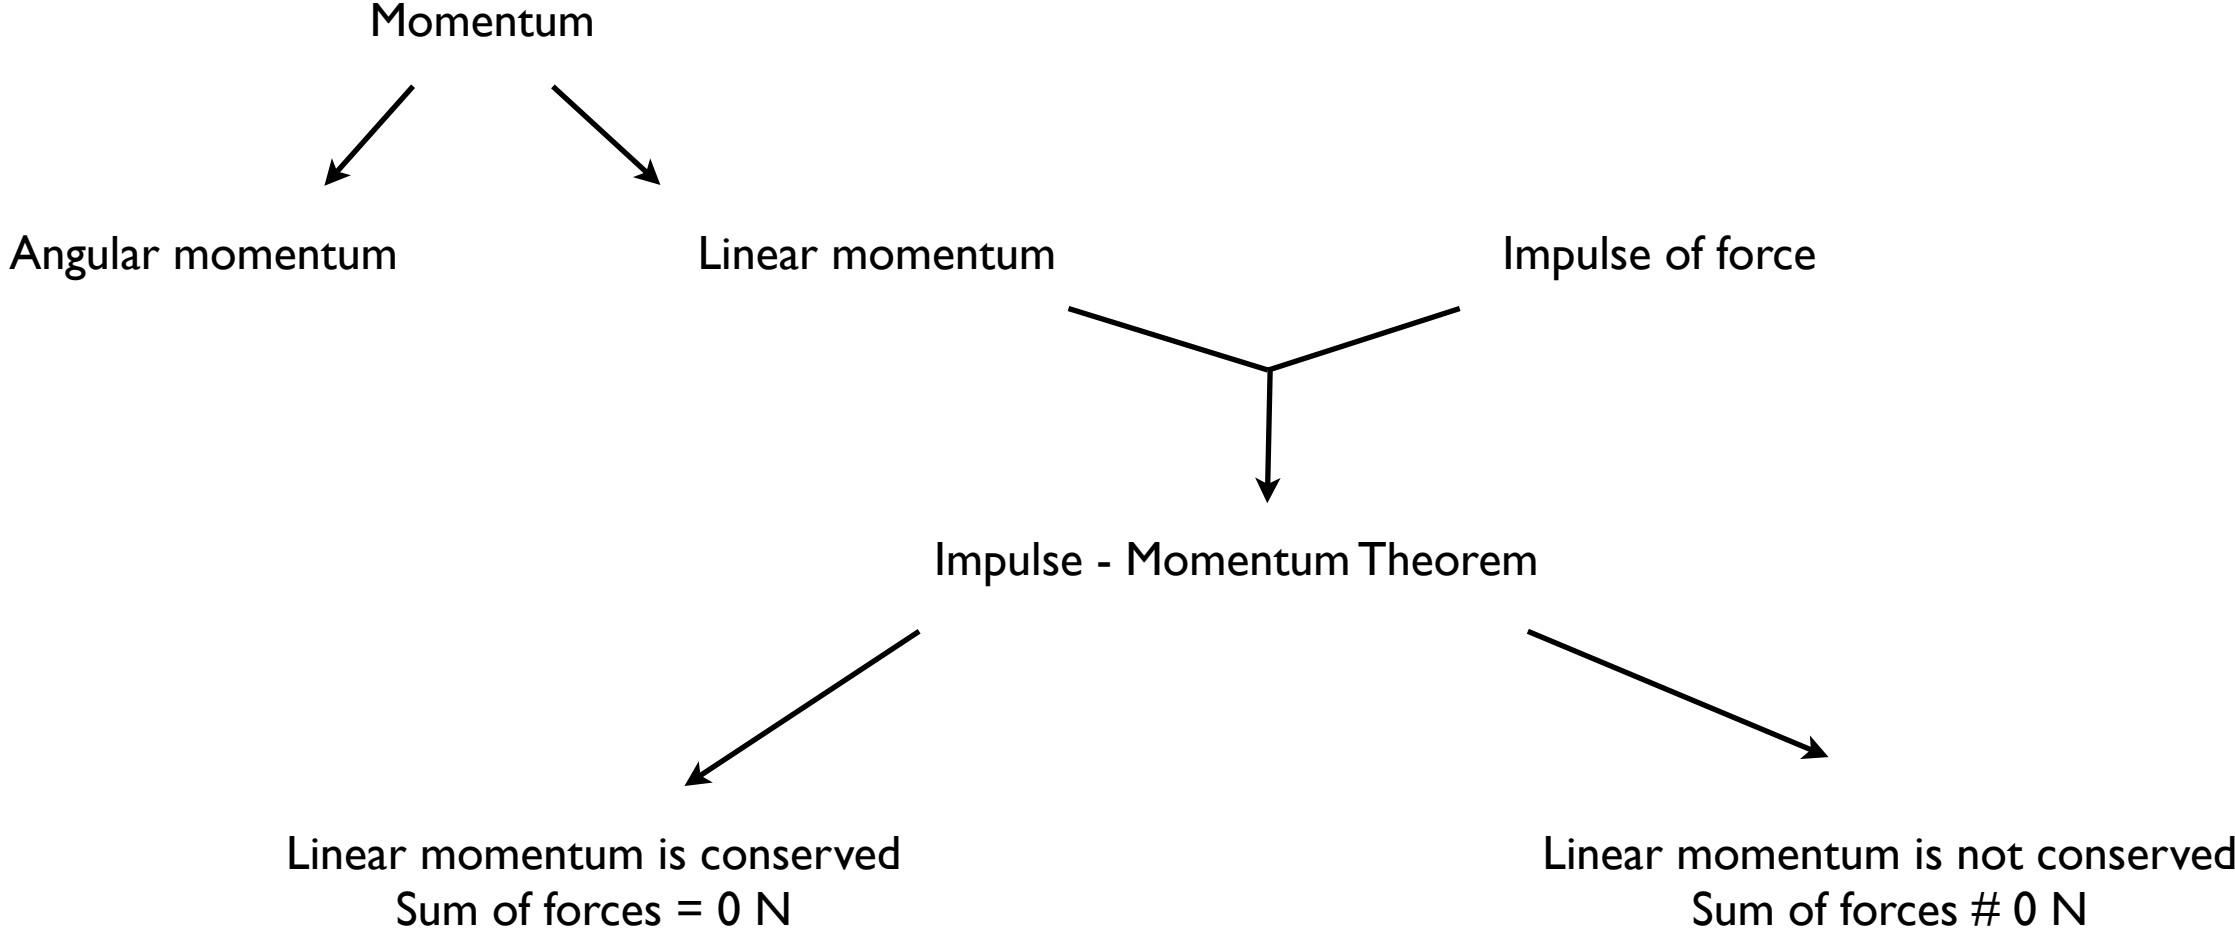 Momentum
Angular momentum
Linear momentum
Impulse of force
Impulse - Momentum Theorem
Linear momentum is conserved
Sum of forces = 0 N
Linear momentum is not conserved
Sum of forces # 0 N